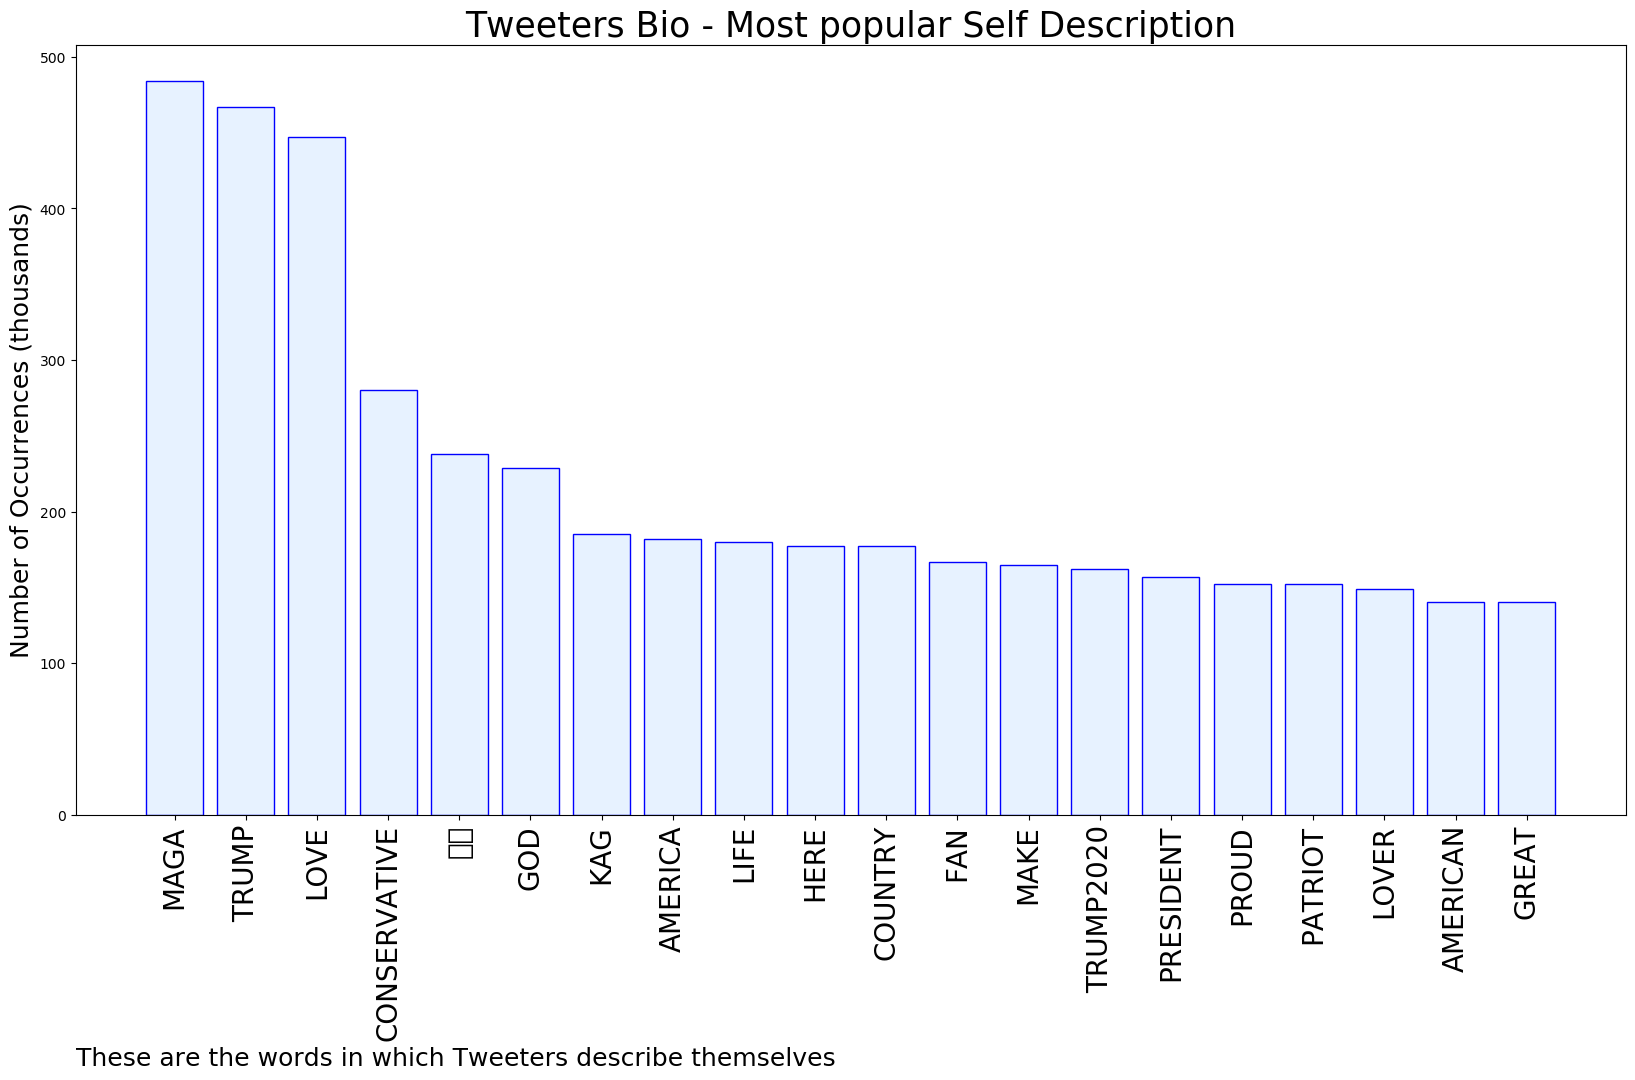 Tweeters Bio - Most popular Self Description
Number of Occurrences (thousands)
500
400
300
200
100
0
MAGA
TRUMP
LOVE
CONSERVATIVE
GOD
KAG
AMERICA
LIFE
HERE
COUNTRY
FAN
MAKE
TRUMP2020
PRESIDENT
PROUD
PATRIOT
LOVER
AMERICAN
GREAT
These are the words in which Tweeters describe themselves